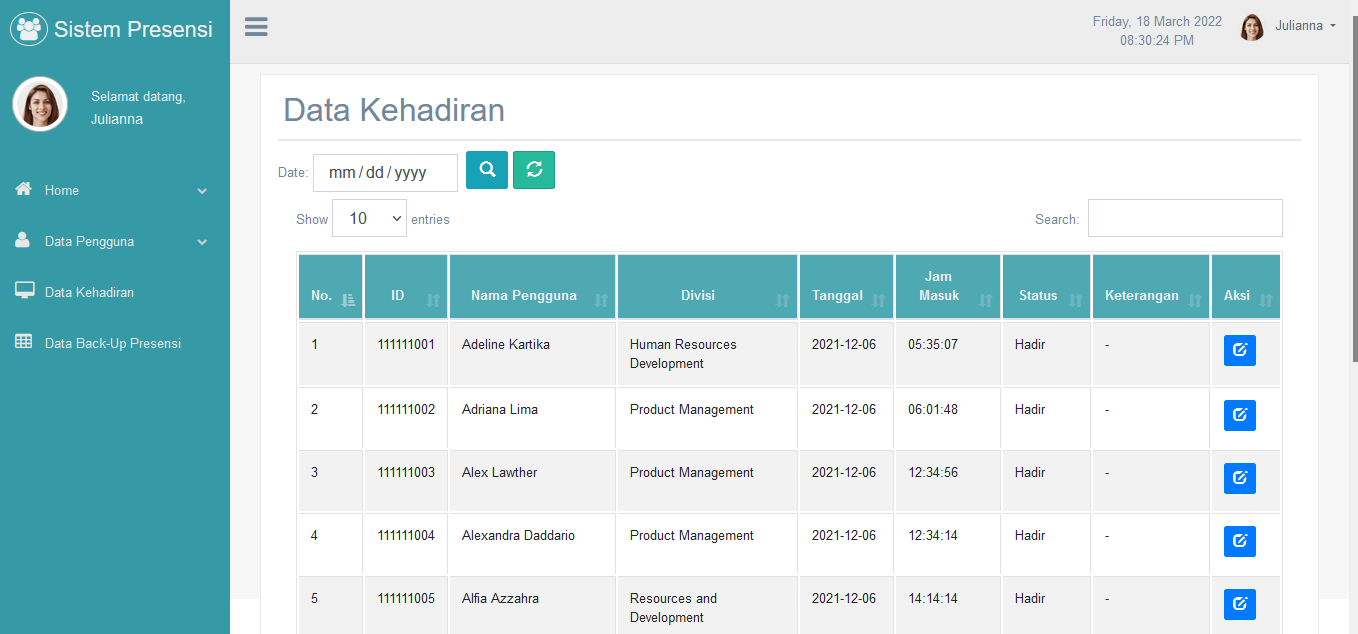 Sistem Presensi
Friday, 18 March 2022
08:30:24 PM
Julianna
Selamat datang,
Julianna
Home
Data Pengguna
Data Kehadiran
Data Back-Up Presensi
Data Kehadiran
Date: mm/dd/yyyy
Show 10 entries
Search:
No. ID Nama Pengguna Divisi Tanggal Jam Masuk Status Keterangan Aksi
1 111111001 Adeline Kartika Human Resources Development 2021-12-06 05:35:07 Hadir -
2 111111002 Adriana Lima Product Management 2021-12-06 06:01:48 Hadir -
3 111111003 Alex Lawther Product Management 2021-12-06 12:34:56 Hadir -
4 111111004 Alexandra Daddario Product Management 2021-12-06 12:34:14 Hadir -
5 111111005 Alfia Azzahra Resources and Development 2021-12-06 14:14:14 Hadir -